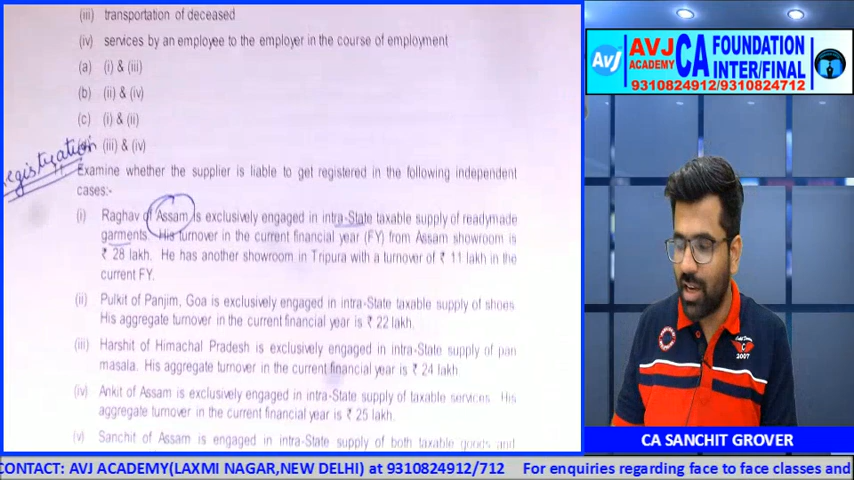 (iii) transportation of deceased
(iv) services by an employee to the employer in the course of employment
(a) (i) & (iii)
(b) (ii) & (iv)
(c) (i) & (ii)
(iii) & (iv)
Registration
11. Examine whether the supplier is liable to get registered in the following independent
cases:-
(i) Raghav of Assam is exclusively engaged in intra-State taxable supply of readymade
garments. His turnover in the current financial year (FY) from Assam showroom is
₹ 28 lakh. He has another showroom in Tripura with a turnover of ₹ 11 lakh in the
current FY.
(ii) Pulkit of Panjim, Goa is exclusively engaged in intra-State taxable supply of shoes.
His aggregate turnover in the current financial year is ₹ 22 lakh.
(iii) Harshit of Himachal Pradesh is exclusively engaged in intra-State supply of pan
masala. His aggregate turnover in the current financial year is ₹ 24 lakh.
(iv) Ankit of Assam is exclusively engaged in intra-State supply of taxable services. His
aggregate turnover in the current financial year is ₹ 25 lakh.
(v) Sanchit of Assam is engaged in intra-State supply of both taxable goods and
AVJ
AVJ
ACADEMY
CA
FOUNDATION
INTER/FINAL
9310824912/9310824712
2007
CA SANCHIT GROVER
CONTACT: AVJ ACADEMY(LAXMI NAGAR,NEW DELHI) at 9310824912/712 For enquiries regarding face to face classes and